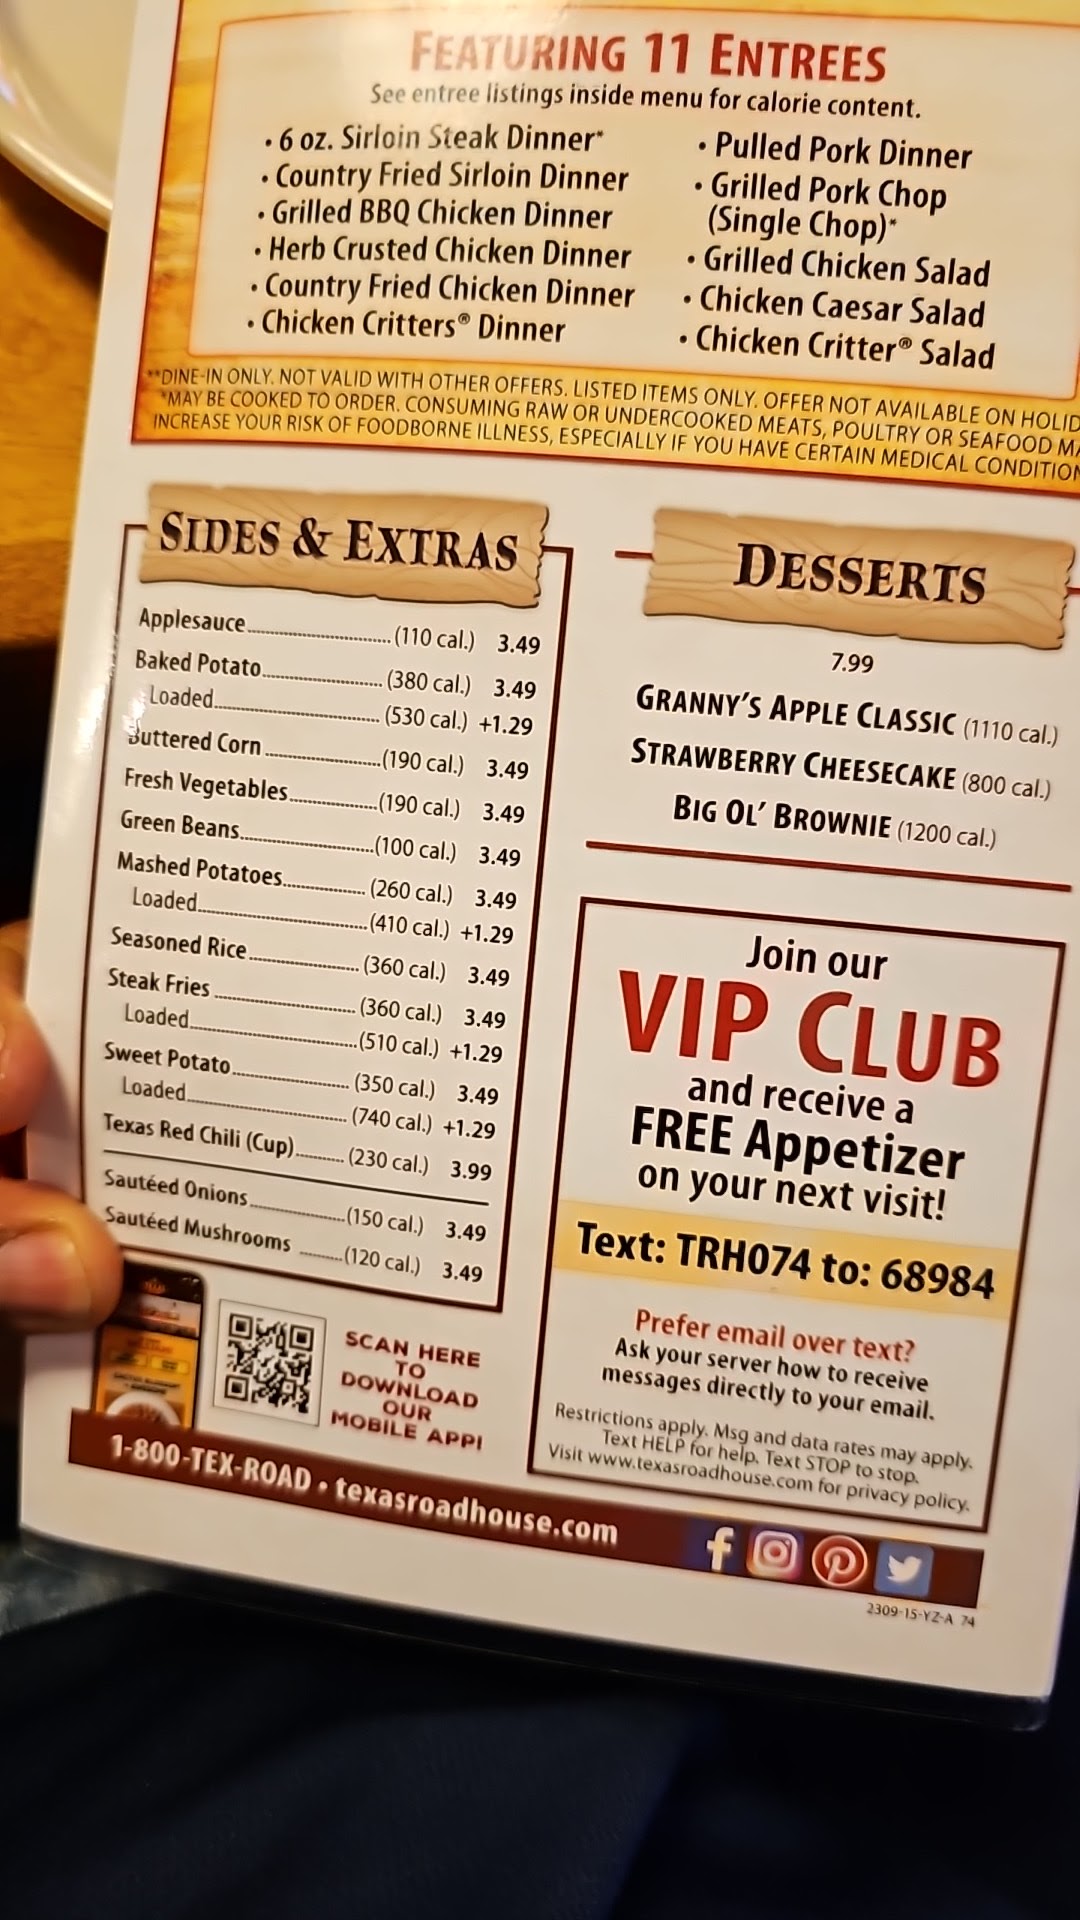 FEATURING 11 ENTREES
See entree listings inside menu for calorie content.
• 6 oz. Sirloin Steak Dinner*
• Country Fried Sirloin Dinner
• Grilled BBQ Chicken Dinner
• Herb Crusted Chicken Dinner
• Country Fried Chicken Dinner
• Chicken Critters® Dinner
• Pulled Pork Dinner
• Grilled Pork Chop
(Single Chop)*
• Grilled Chicken Salad
• Chicken Caesar Salad
• Chicken Critter® Salad
**DINE-IN ONLY. NOT VALID WITH OTHER OFFERS. LISTED ITEMS ONLY. OFFER NOT AVAILABLE ON HOLID
*MAY BE COOKED TO ORDER. CONSUMING RAW OR UNDERCOOKED MEATS, POULTRY OR SEAFOOD MA
INCREASE YOUR RISK OF FOODBORNE ILLNESS, ESPECIALLY IF YOU HAVE CERTAIN MEDICAL CONDITION
SIDES & EXTRAS
Applesauce (110 cal.) 3.49
Baked Potato (380 cal.) 3.49
Loaded (530 cal.) +1.29
Buttered Corn (190 cal.) 3.49
Fresh Vegetables (190 cal.) 3.49
Green Beans (100 cal.) 3.49
Mashed Potatoes (260 cal.) 3.49
Loaded (410 cal.) +1.29
Seasoned Rice (360 cal.) 3.49
Steak Fries (360 cal.) 3.49
Loaded (510 cal.) +1.29
Sweet Potato (350 cal.) 3.49
Loaded (740 cal.) +1.29
Texas Red Chili (Cup) (230 cal.) 3.99
Sautéed Onions (150 cal.) 3.49
Sautéed Mushrooms (120 cal.) 3.49
DESSERTS
7.99
GRANNY'S APPLE CLASSIC (1110 cal.)
STRAWBERRY CHEESECAKE (800 cal.)
BIG OL' BROWNIE (1200 cal.)
Join our
VIP CLUB
and receive a
FREE Appetizer
on your next visit!
Text: TRH074 to: 68984
Prefer email over text?
Ask your server how to receive
messages directly to your email.
Restrictions apply. Msg and data rates may apply.
Text HELP for help. Text STOP to stop.
Visit www.texasroadhouse.com for privacy policy.
SCAN HERE
TO
DOWNLOAD
OUR
MOBILE APP!
1-800-TEX-ROAD • texasroadhouse.com
2309-15-YZ-A 74